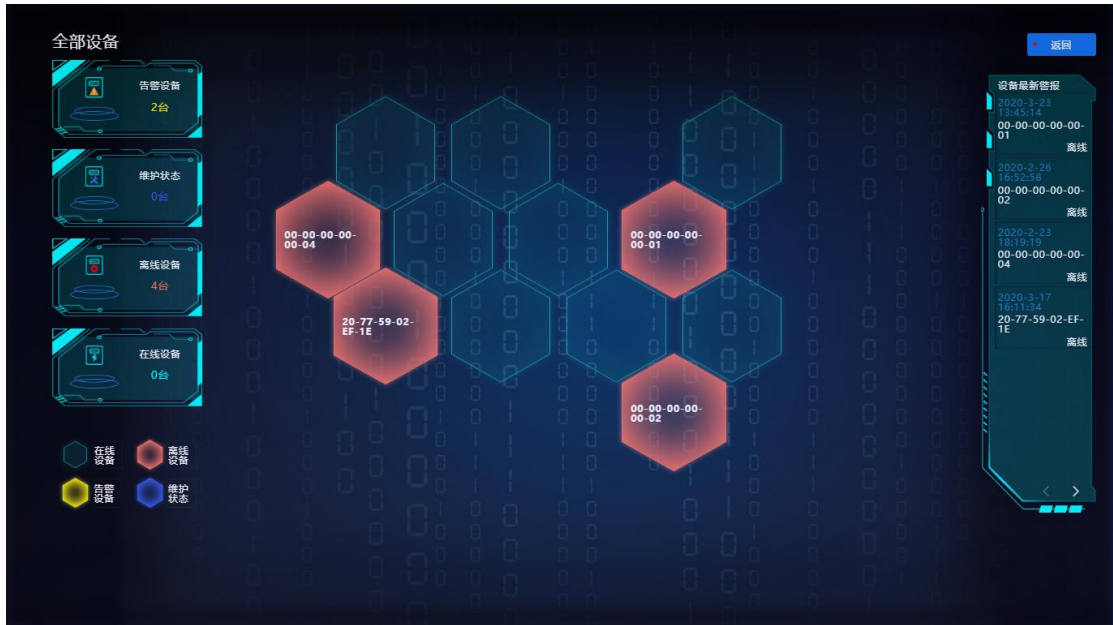 全部设备
返回
告警设备
2台
维护状态
0台
离线设备
4台
在线设备
0台
在线
设备
离线
设备
告警
设备
维护
状态
00-00-00-00-
00-04
20-77-59-02-
EF-1E
00-00-00-00-
00-01
00-00-00-00-
00-02
设备最新警报
2020-3-23
13:45:14
00-00-00-00-00-
01
离线
2020-2-26
16:52:58
00-00-00-00-00-
02
离线
2020-2-23
18:19:19
00-00-00-00-00-
04
离线
2020-3-17
16:11:34
20-77-59-02-EF-
1E
离线